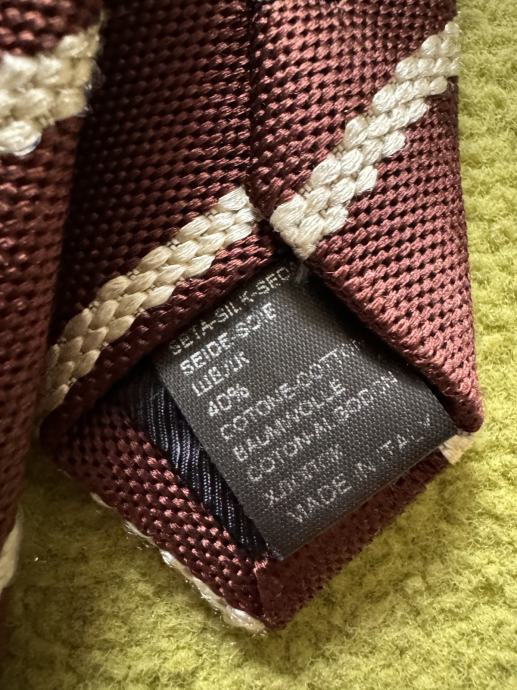 SETA-SILK-SEDA
SEIDE-SOIE
ШЕЛК
40%
COTONE-COTTON
BAUMWOLLE
COTON-ALGODON
ХЛОПОК
MADE IN ITALY